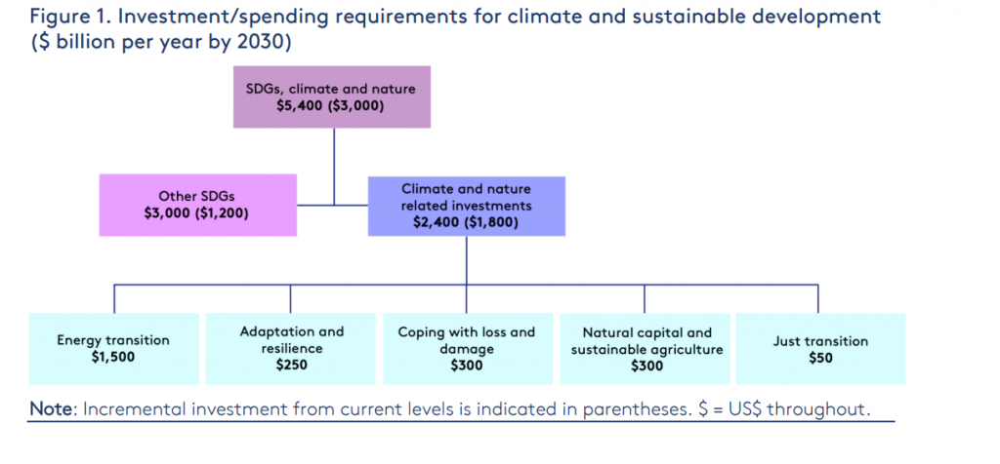 Figure 1. Investment/spending requirements for climate and sustainable development
($ billion per year by 2030)
SDGs, climate and nature
$5,400 ($3,000)
Other SDGs
$3,000 ($1,200)
Climate and nature
related investments
$2,400 ($1,800)
Energy transition
$1,500
Adaptation and
resilience
$250
Coping with loss and
damage
$300
Natural capital and
sustainable agriculture
$300
Just transition
$50
Note: Incremental investment from current levels is indicated in parentheses. $ = US$ throughout.